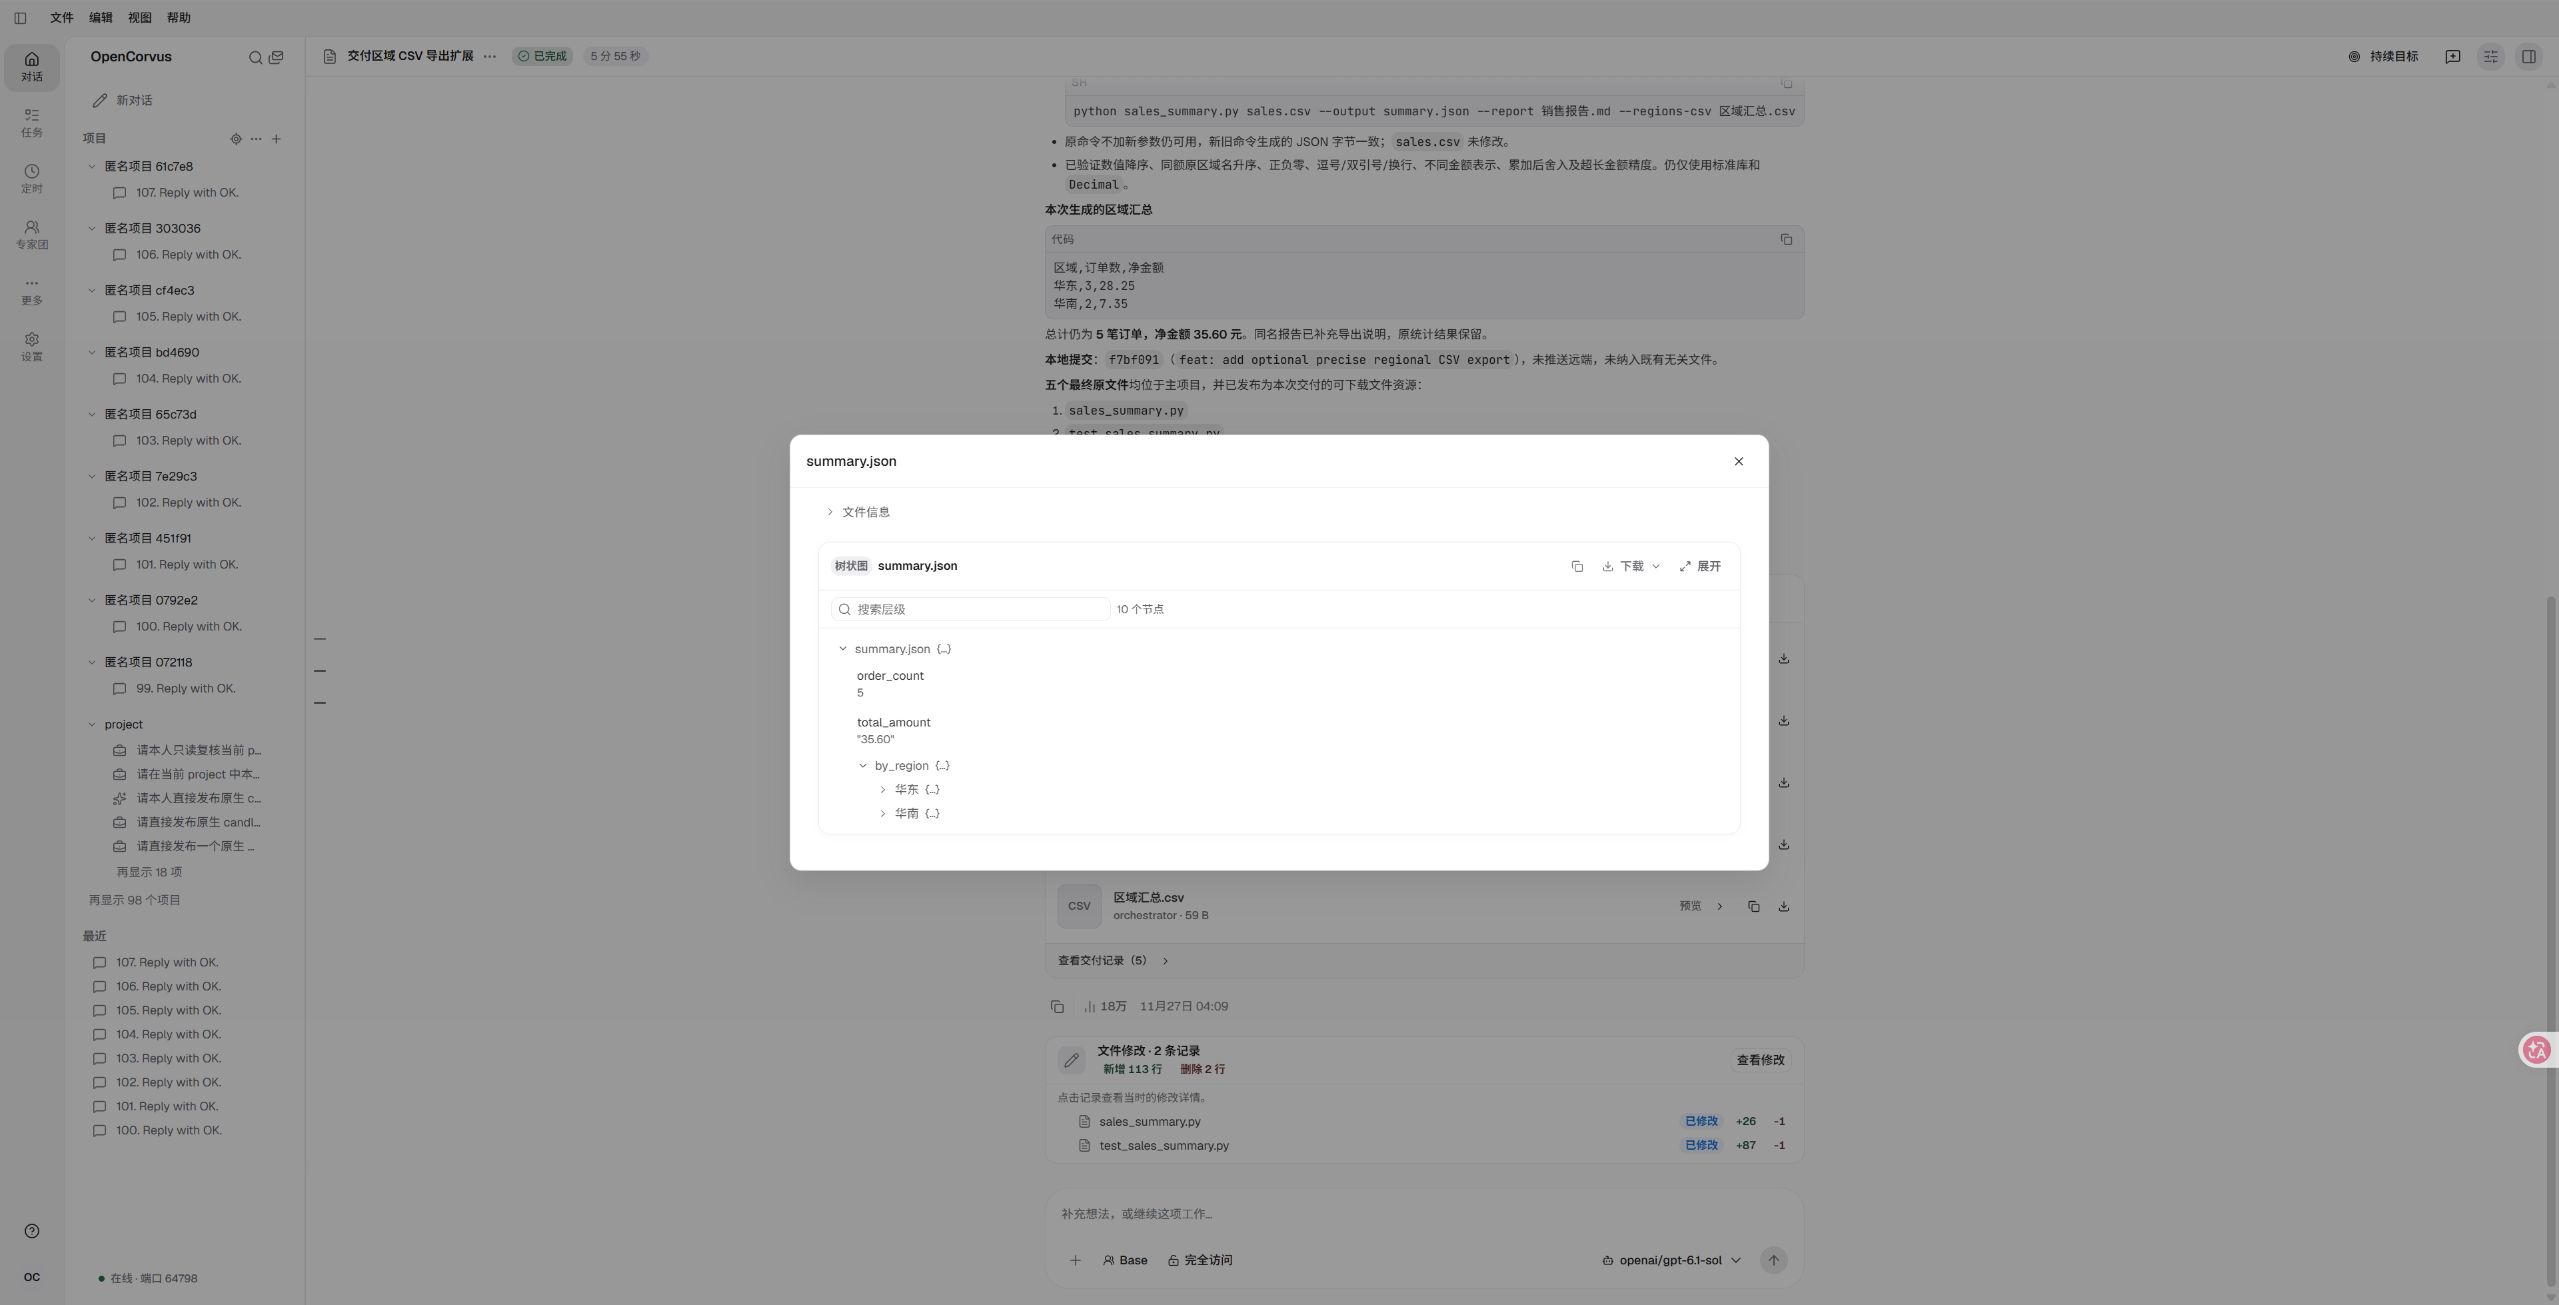 文件 编辑 视图 帮助
对话
任务
定时
专家团
更多
设置
OC
OpenCorvus
新对话
项目
匿名项目 61c7e8
107. Reply with OK.
匿名项目 303036
106. Reply with OK.
匿名项目 cf4ec3
105. Reply with OK.
匿名项目 bd4690
104. Reply with OK.
匿名项目 65c73d
103. Reply with OK.
匿名项目 7e29c3
102. Reply with OK.
匿名项目 451f91
101. Reply with OK.
匿名项目 0792e2
100. Reply with OK.
匿名项目 072118
99. Reply with OK.
project
请本人只读复核当前 p...
请在当前 project 中本...
请本人直接发布原生 c...
请直接发布原生 candl...
请直接发布一个原生 ...
再显示 18 项
再显示 98 个项目
最近
107. Reply with OK.
106. Reply with OK.
105. Reply with OK.
104. Reply with OK.
103. Reply with OK.
102. Reply with OK.
101. Reply with OK.
100. Reply with OK.
在线 · 端口 64798
交付区域 CSV 导出扩展 ... 已完成 5 分 55 秒
持续目标
SH
python sales_summary.py sales.csv --output summary.json --report 销售报告.md --regions-csv 区域汇总.csv
原命令不加新参数仍可用，新旧命令生成的 JSON 字节一致；sales.csv 未修改。
已验证数值降序、同额原区域名升序、正负零、逗号/双引号/换行、不同金额表示、累加后舍入及超长金额精度。仍仅使用标准库和
Decimal。
本次生成的区域汇总
代码
区域,订单数,净金额
华东,3,28.25
华南,2,7.35
总计仍为 5 笔订单，净金额 35.60 元。同名报告已补充导出说明，原统计结果保留。
本地提交：f7bf091（feat: add optional precise regional CSV export），未推送远端，未纳入既有无关文件。
五个最终原文件均位于主项目，并已发布为本次交付的可下载文件资源：
1. sales_summary.py
2. test_sales_summary.py
summary.json
文件信息
树状图 summary.json
下载 展开
搜索层级
10 个节点
summary.json {...}
order_count
5
total_amount
"35.60"
by_region {...}
华东 {...}
华南 {...}
CSV
区域汇总.csv
orchestrator · 59 B
预览
查看交付记录（5）
18万 11月27日 04:09
文件修改 · 2 条记录
新增 113 行 删除 2 行
查看修改
点击记录查看当时的修改详情。
sales_summary.py 已修改 +26 -1
test_sales_summary.py 已修改 +87 -1
补充想法，或继续这项工作...
Base 完全访问
openai/gpt-6.1-sol